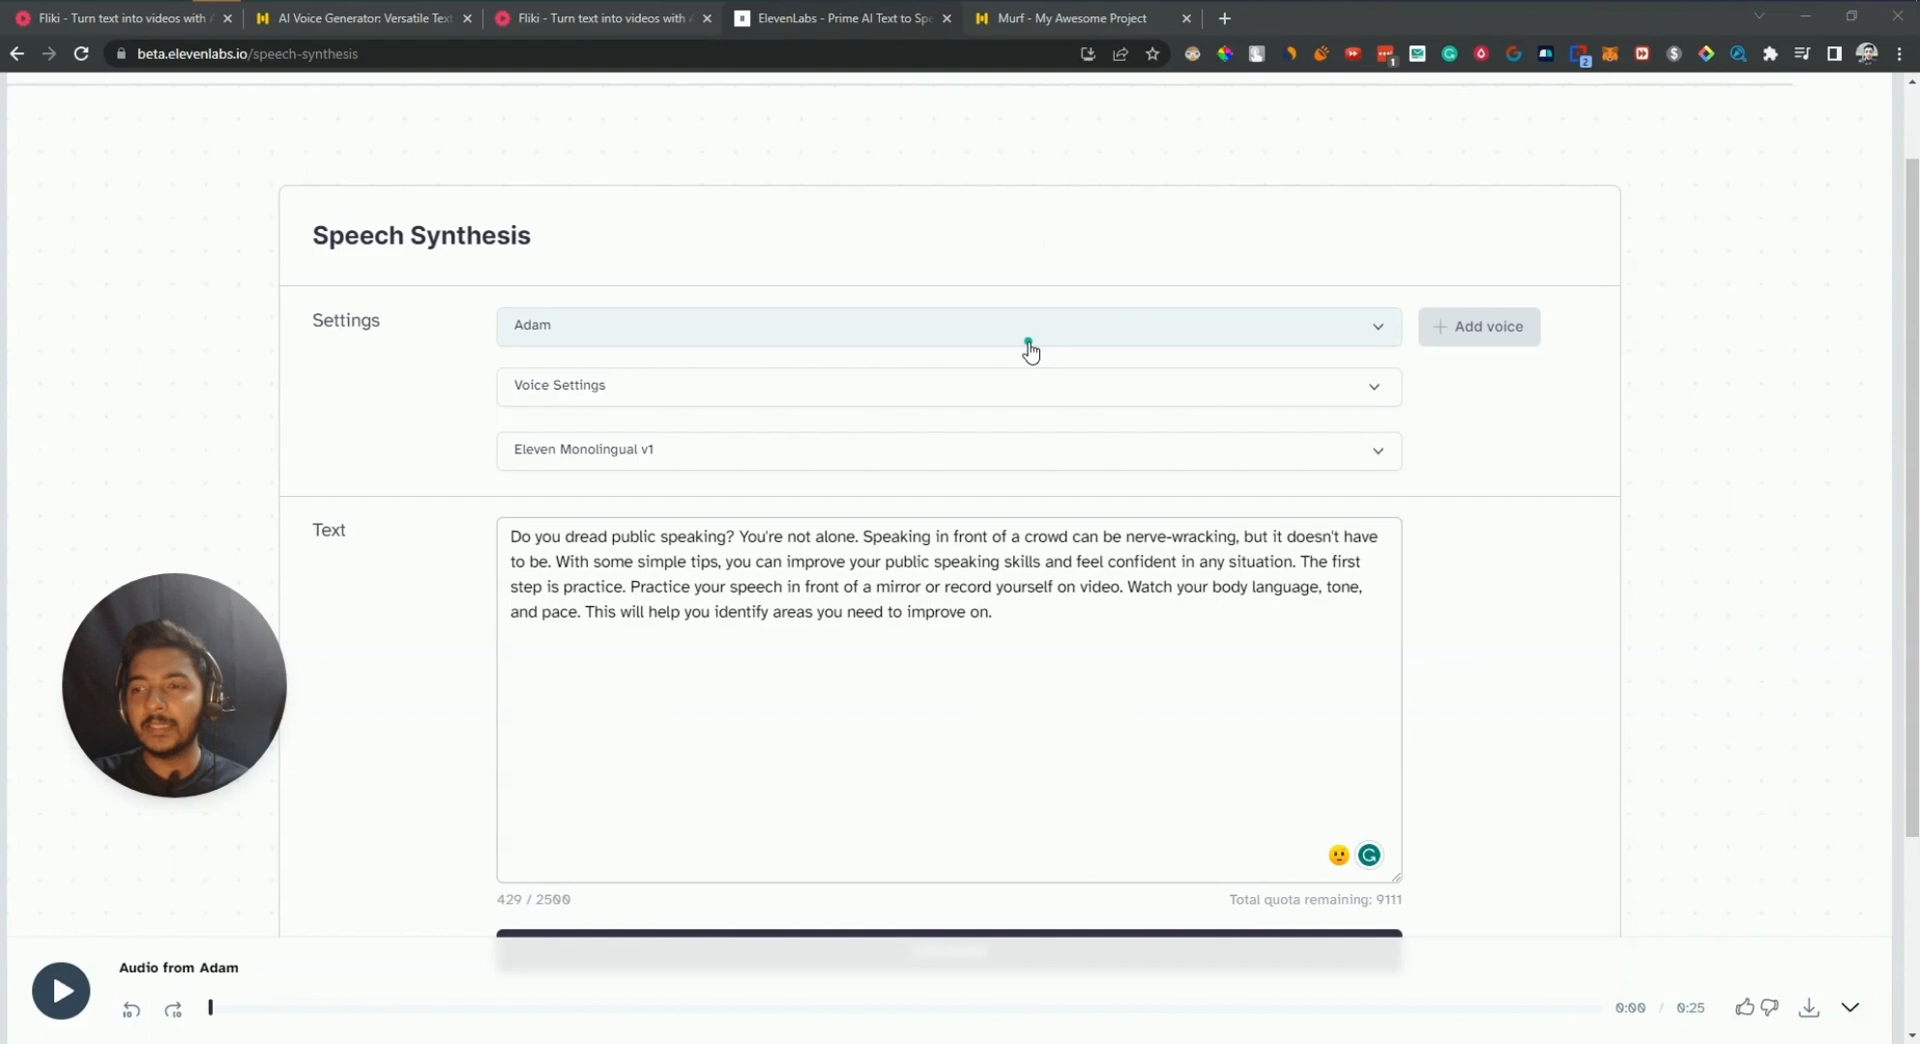 Fliki - Turn text into videos with A
AI Voice Generator: Versatile Text
Fliki - Turn text into videos with A
ElevenLabs - Prime AI Text to Spe
Murf - My Awesome Project
beta.elevenlabs.io/speech-synthesis
1
2
Speech Synthesis
Settings
Adam
+ Add voice
Voice Settings
Eleven Monolingual v1
Text
Do you dread public speaking? You're not alone. Speaking in front of a crowd can be nerve-wracking, but it doesn't have
to be. With some simple tips, you can improve your public speaking skills and feel confident in any situation. The first
step is practice. Practice your speech in front of a mirror or record yourself on video. Watch your body language, tone,
and pace. This will help you identify areas you need to improve on.
429 / 2500
Total quota remaining: 9111
Audio from Adam
10
10
0:00 / 0:25